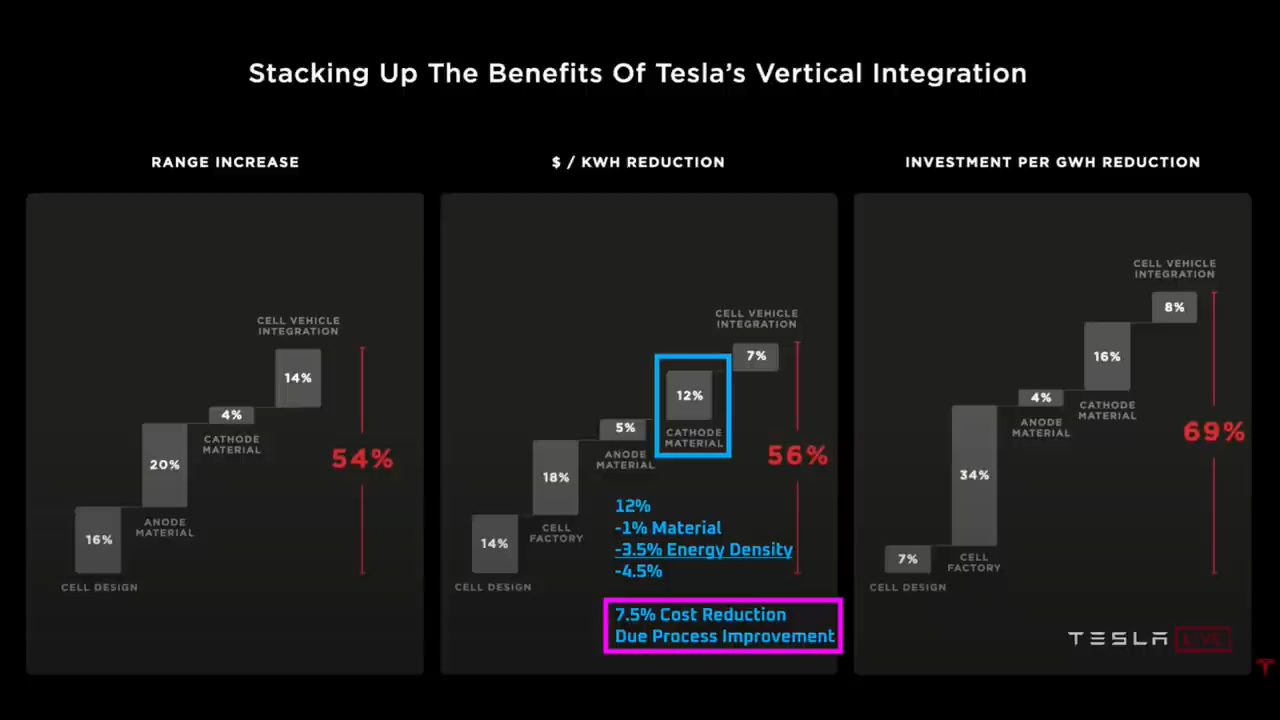 Stacking Up The Benefits Of Tesla's Vertical Integration
RANGE INCREASE
CELL VEHICLE
INTEGRATION
14%
4%
CATHODE
MATERIAL
20%
ANODE
MATERIAL
16%
CELL DESIGN
54%
$ / KWH REDUCTION
CELL VEHICLE
INTEGRATION
7%
12%
CATHODE
MATERIAL
5%
ANODE
MATERIAL
18%
CELL
FACTORY
14%
CELL DESIGN
56%
12%
-1% Material
-3.5% Energy Density
-4.5%
7.5% Cost Reduction
Due Process Improvement
INVESTMENT PER GWH REDUCTION
CELL VEHICLE
INTEGRATION
8%
16%
CATHODE
MATERIAL
4%
ANODE
MATERIAL
34%
CELL
FACTORY
7%
CELL DESIGN
69%
TESLA LIVE